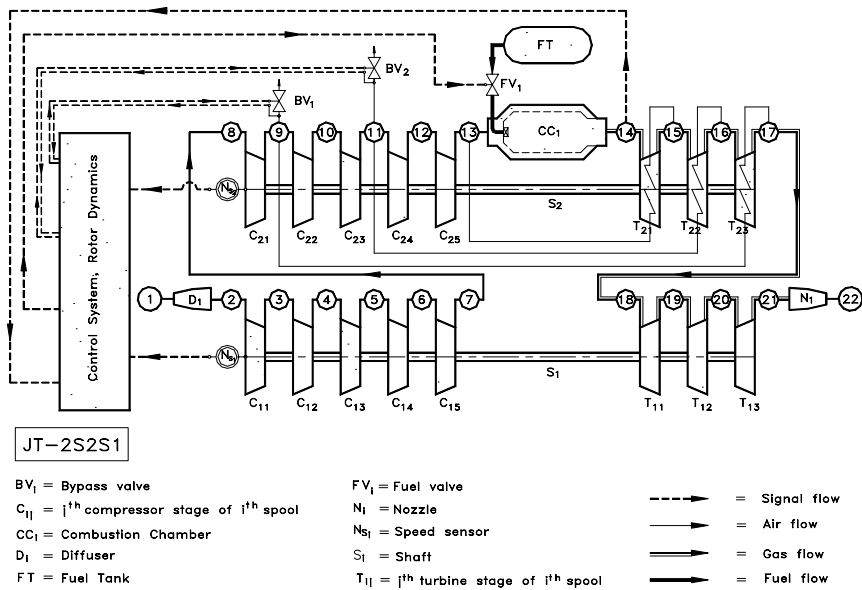 FT
BV₂
FV₁
BV₁
8 9 10 11 12 13 CC₁ 14 15 16 17
Control System, Rotor Dynamics
N_S₂
S₂
C₂₁ C₂₂ C₂₃ C₂₄ C₂₅ T₂₁ T₂₂ T₂₃
1 D₁ 2 3 4 5 6 7 18 19 20 21 N₁ 22
N_S₁
S₁
C₁₁ C₁₂ C₁₃ C₁₄ C₁₅ T₁₁ T₁₂ T₁₃
JT-2S2S1
BVᵢ = Bypass valve
Cᵢⱼ = jᵗʰ compressor stage of iᵗʰ spool
CCᵢ = Combustion Chamber
Dᵢ = Diffuser
FT = Fuel Tank
FVᵢ = Fuel valve
Nᵢ = Nozzle
N_Sᵢ = Speed sensor
Sᵢ = Shaft
Tᵢⱼ = jᵗʰ turbine stage of iᵗʰ spool
= Signal flow
= Air flow
= Gas flow
= Fuel flow